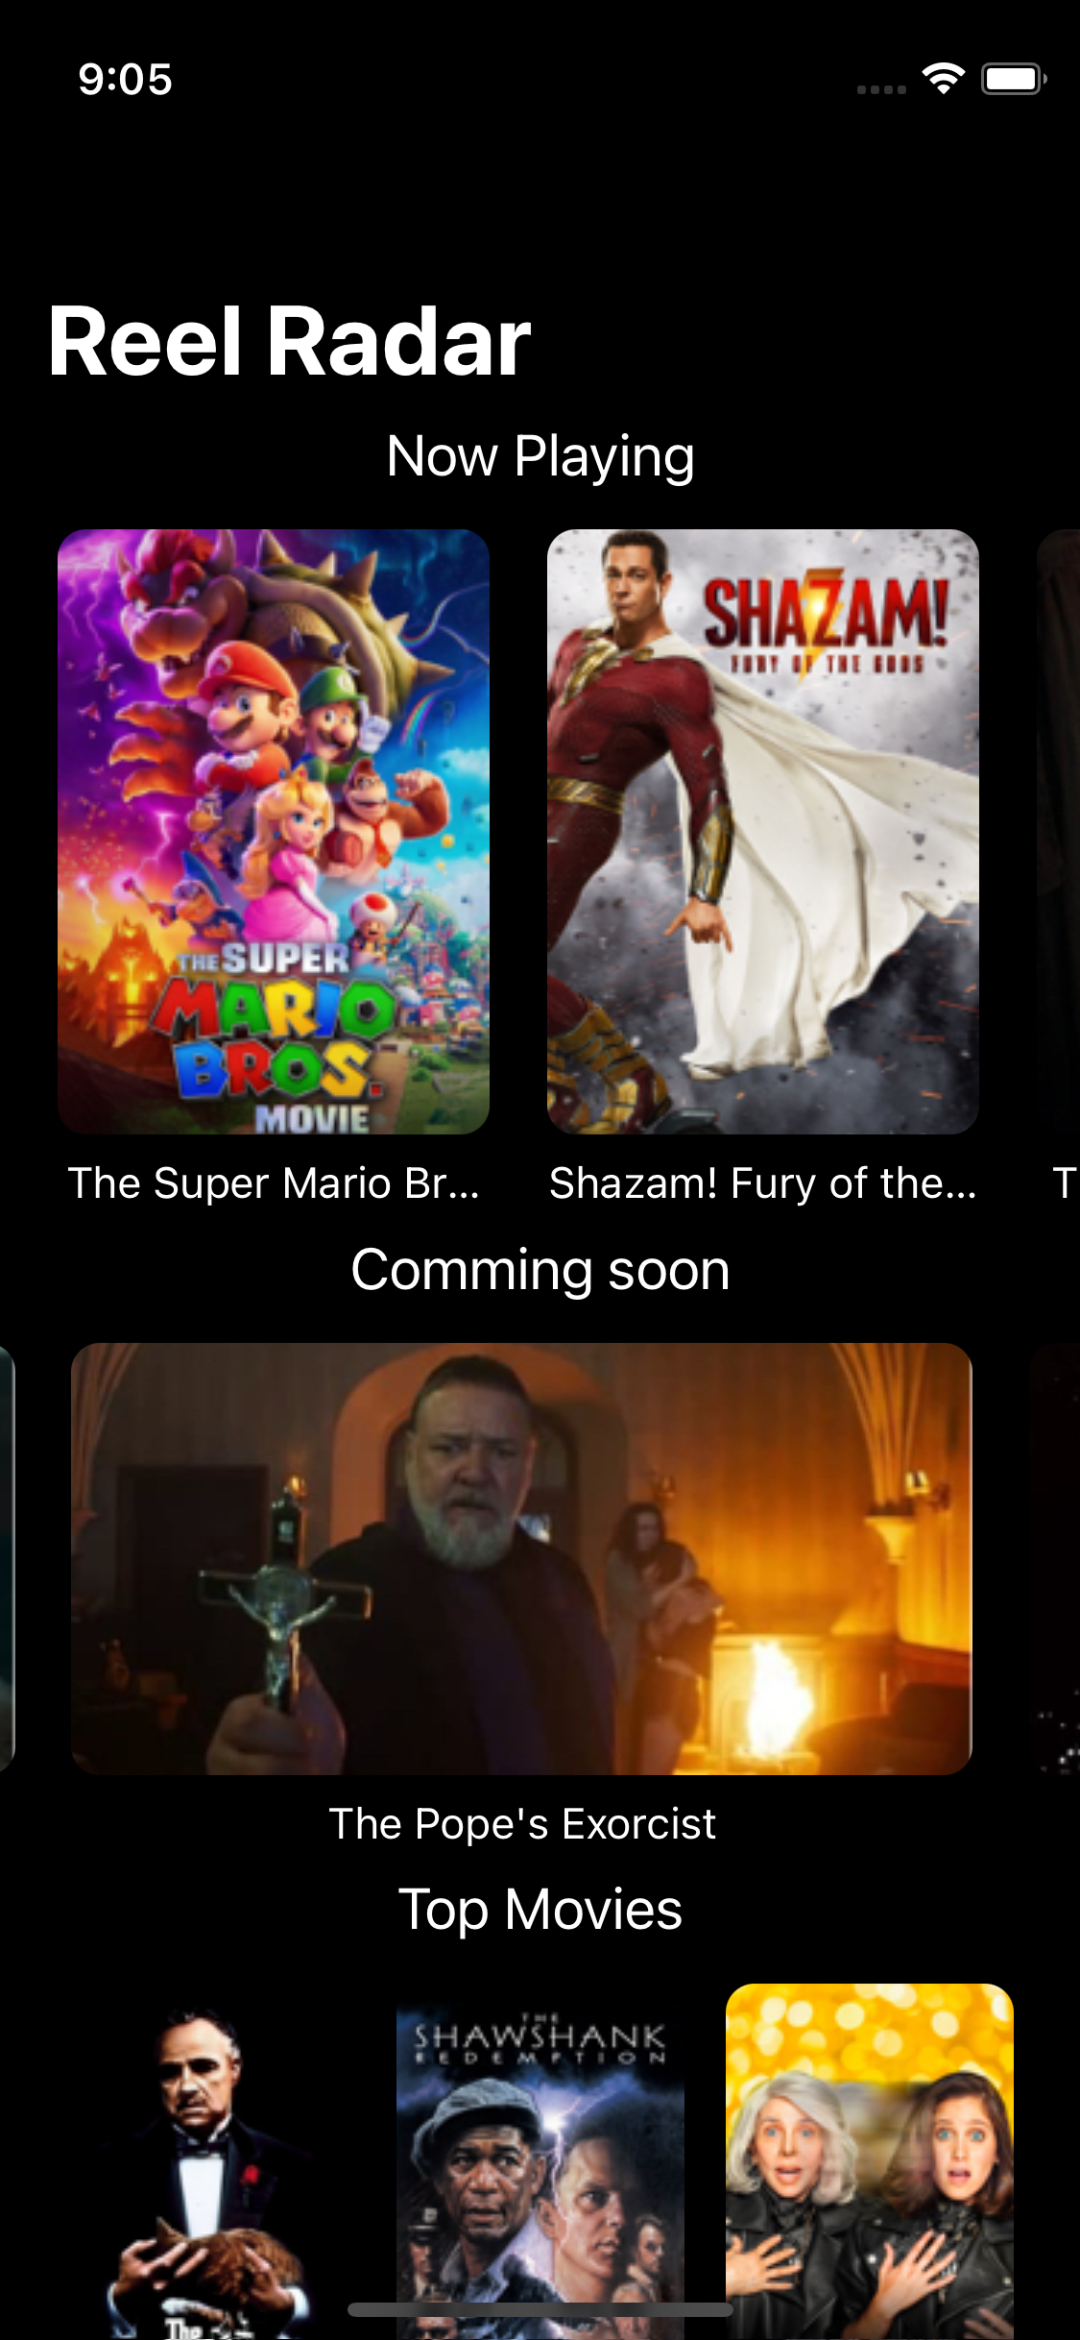 9:05
Reel Radar
Now Playing
THE SUPER
MARIO
BROS.
MOVIE
SHAZAM!
FURY OF THE GODS
The Super Mario Br...
Shazam! Fury of the...
T
Comming soon
The Pope's Exorcist
Top Movies
THE
SHAWSHANK
REDEMPTION
The